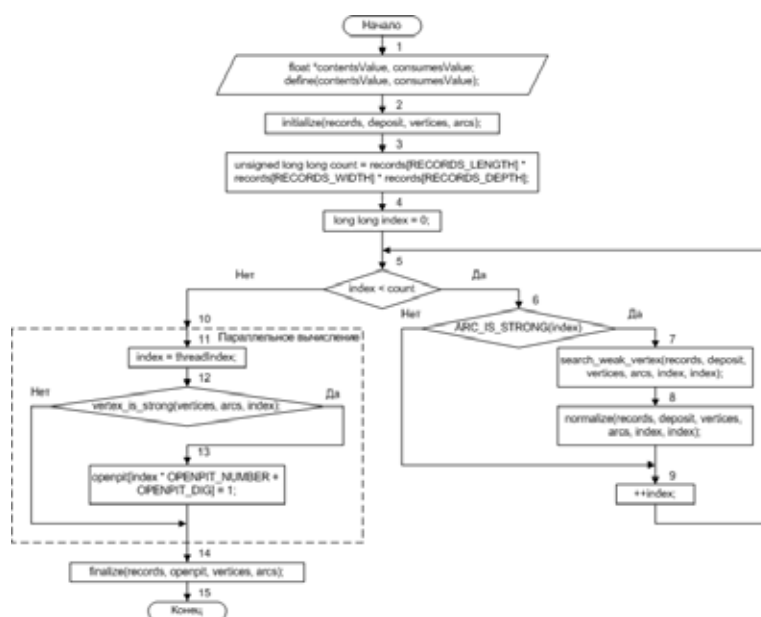 Начало
1
float *contentsValue, consumesValue;
define(contentsValue, consumesValue);
2
initialize(records, deposit, vertices, arcs);
3
unsigned long long count = records[RECORDS_LENGTH] *
records[RECORDS_WIDTH] * records[RECORDS_DEPTH];
4
long long index = 0;
5
Нет
index < count
Да
6
Нет
ARC_IS_STRONG(index)
Да
7
search_weak_vertex(records, deposit,
vertices, arcs, index, index);
8
normalize(records, deposit, vertices,
arcs, index, index);
9
++index;
10
Параллельное вычисление
11
index = threadIndex;
12
Нет
vertex_is_strong(vertices, arcs, index);
Да
13
openpit[index * OPENPIT_NUMBER +
OPENPIT_DIG] = 1;
14
finalize(records, openpit, vertices, arcs);
15
Конец